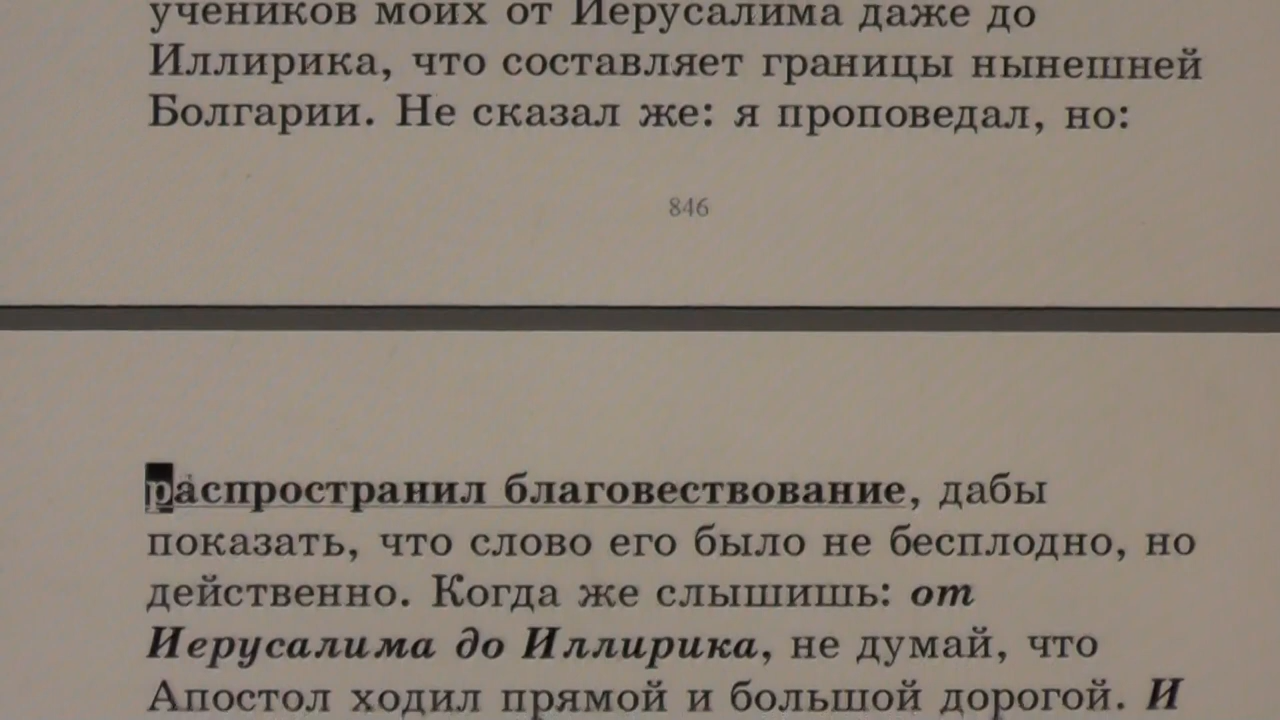 учеников моих от Иерусалима даже до
Иллирика, что составляет границы нынешней
Болгарии. Не сказал же: я проповедал, но:
846
распространил благовествование, дабы
показать, что слово его было не бесплодно, но
действенно. Когда же слышишь: от
Иерусалима до Иллирика, не думай, что
Апостол ходил прямой и большой дорогой. И